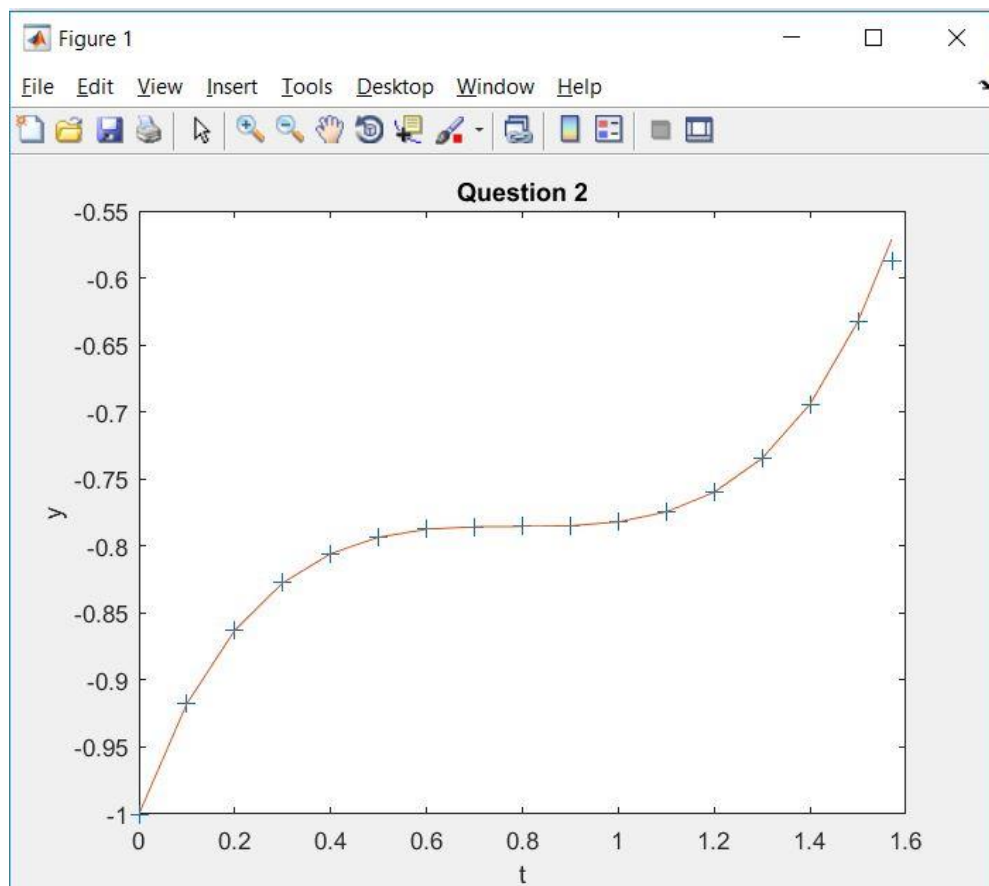 Figure 1
File Edit View Insert Tools Desktop Window Help
Question 2
-0.55
-0.6
-0.65
-0.7
-0.75
-0.8
-0.85
-0.9
-0.95
-1
y
0 0.2 0.4 0.6 0.8 1 1.2 1.4 1.6
t